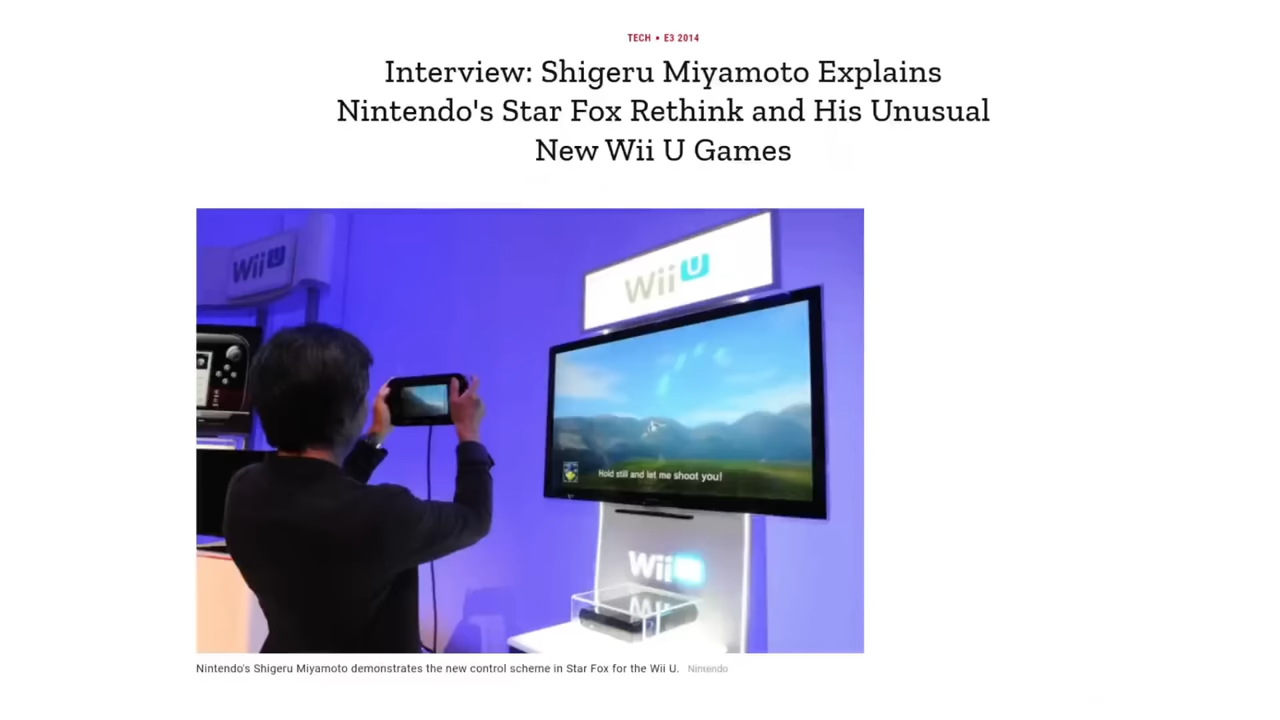 TECH • E3 2014
Interview: Shigeru Miyamoto Explains
Nintendo's Star Fox Rethink and His Unusual
New Wii U Games
Wii U
Wii U
Hold still and let me shoot you!
Wii U
Nintendo's Shigeru Miyamoto demonstrates the new control scheme in Star Fox for the Wii U. Nintendo